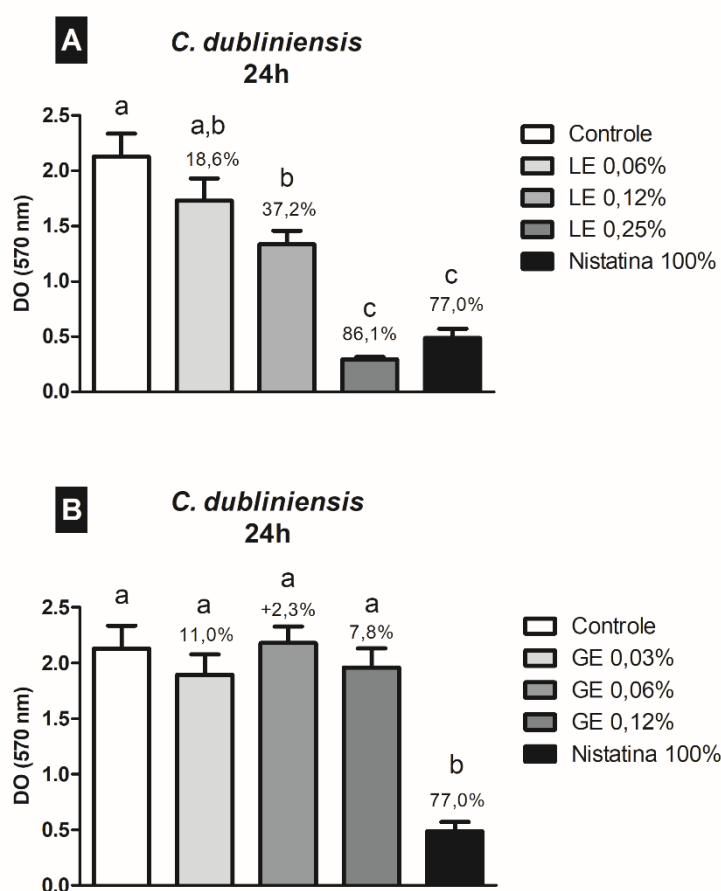 A
C. dubliniensis
24h
DO (570 nm)
2.5
2.0
1.5
1.0
0.5
0.0
a
a,b
18,6%
b
37,2%
c
86,1%
c
77,0%
Controle
LE 0,06%
LE 0,12%
LE 0,25%
Nistatina 100%
B
C. dubliniensis
24h
DO (570 nm)
2.5
2.0
1.5
1.0
0.5
0.0
a
a
11,0%
a
+2,3%
a
7,8%
b
77,0%
Controle
GE 0,03%
GE 0,06%
GE 0,12%
Nistatina 100%